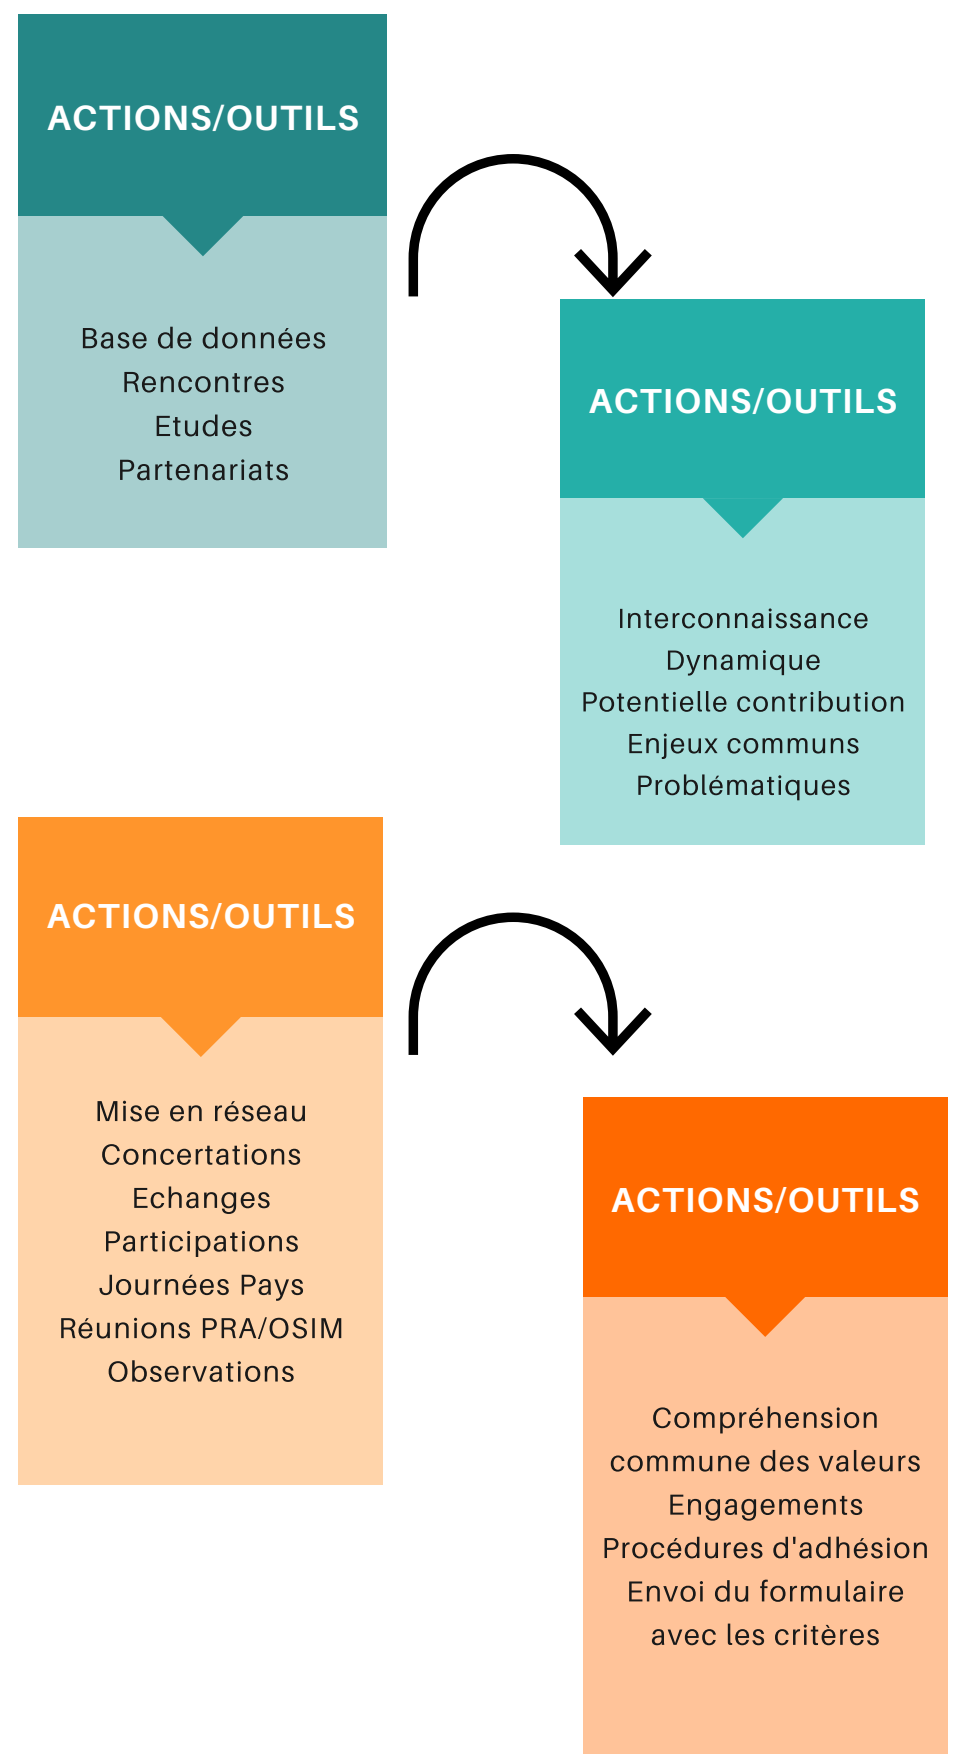 ACTIONS/OUTILS
Base de données
Rencontres
Etudes
Partenariats
ACTIONS/OUTILS
Interconnaissance
Dynamique
Potentielle contribution
Enjeux communs
Problématiques
ACTIONS/OUTILS
Mise en réseau
Concertations
Echanges
Participations
Journées Pays
Réunions PRA/OSIM
Observations
ACTIONS/OUTILS
Compréhension
commune des valeurs
Engagements
Procédures d'adhésion
Envoi du formulaire
avec les critères